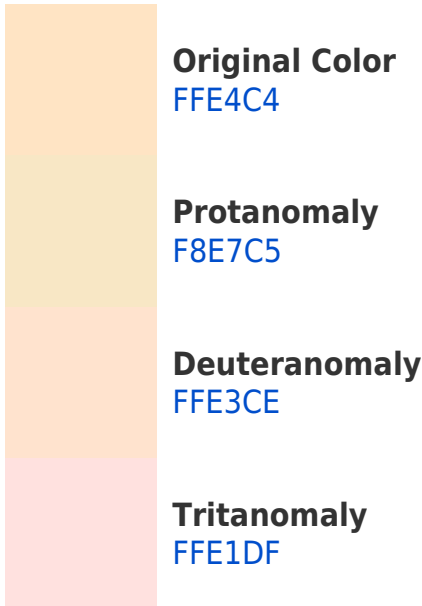 Original Color
FFE4C4
Protanomaly
F8E7C5
Deuteranomaly
FFE3CE
Tritanomaly
FFE1DF